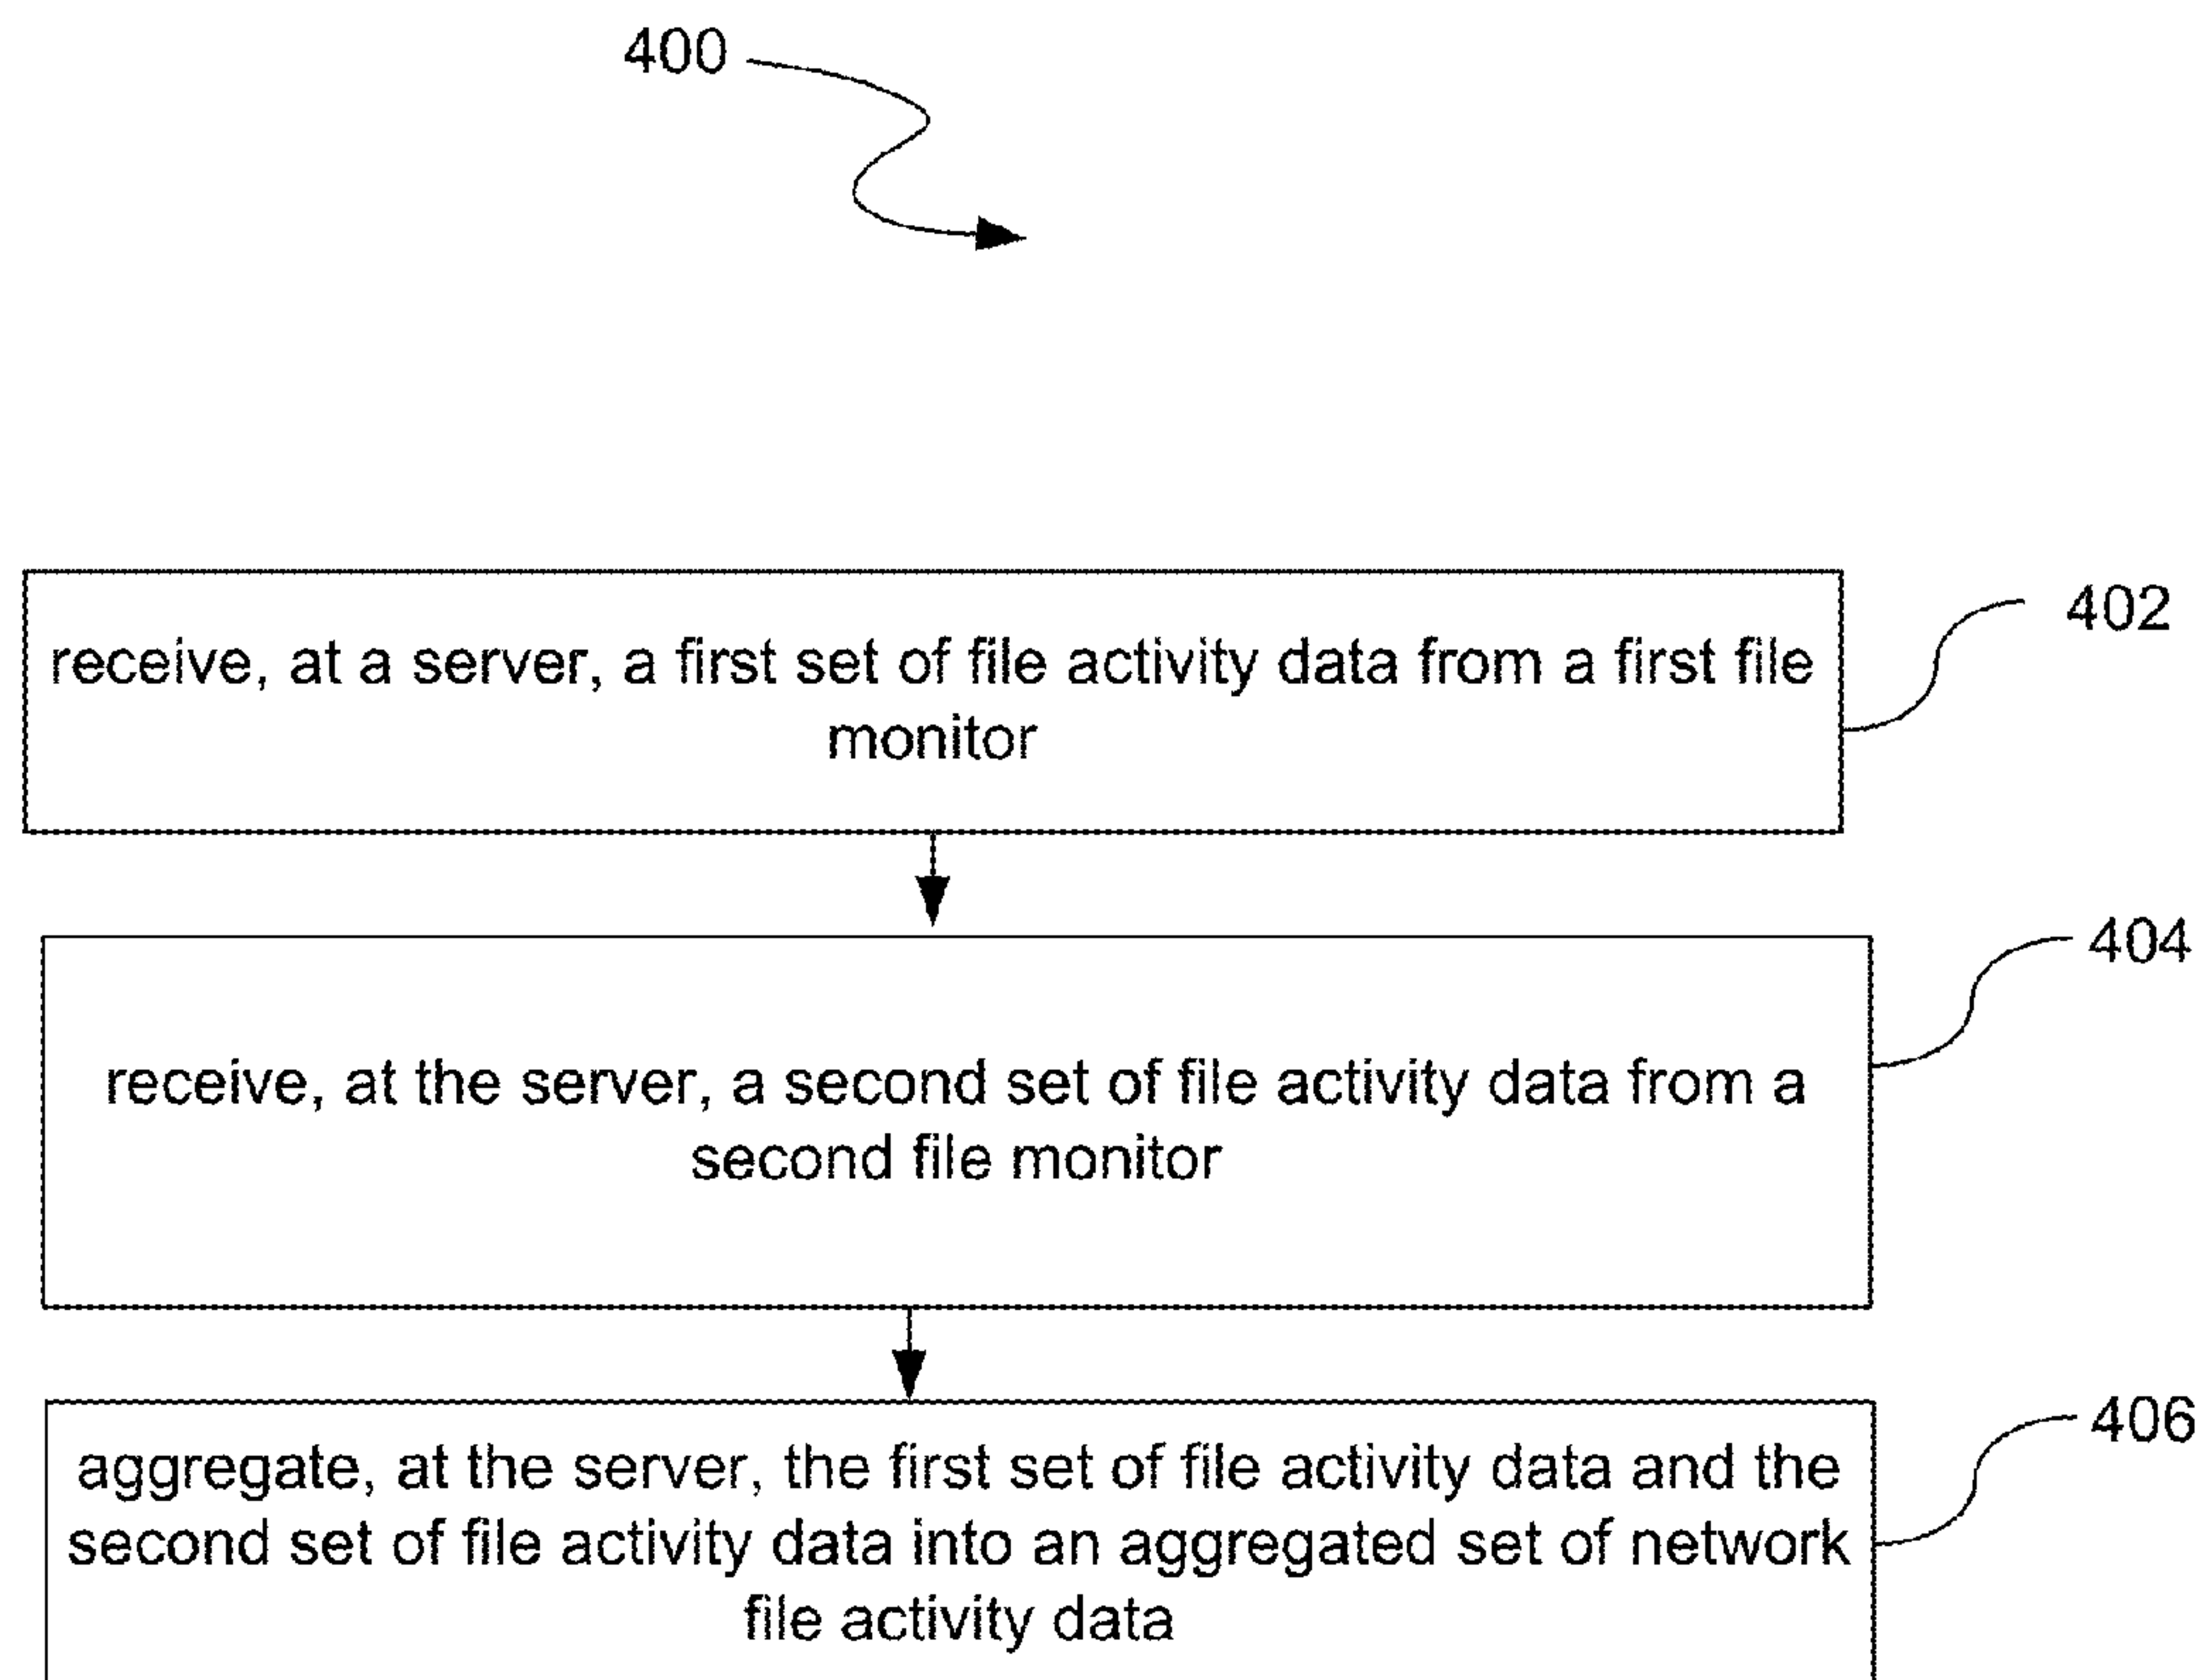 400
receive, at a server, a first set of file activity data from a first file
monitor
402
receive, at the server, a second set of file activity data from a
second file monitor
404
aggregate, at the server, the first set of file activity data and the
second set of file activity data into an aggregated set of network
file activity data
406